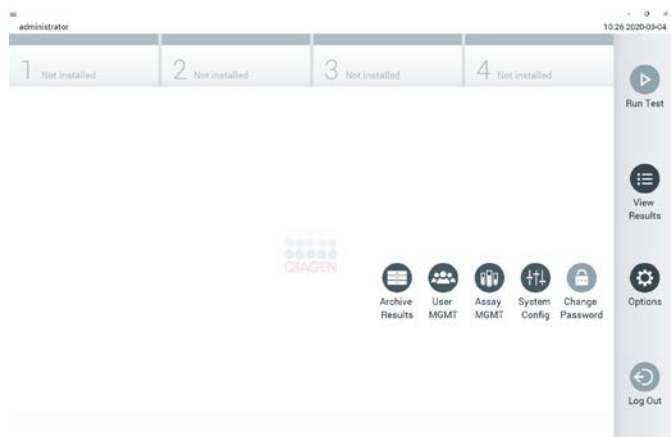 administrator
10:26 2020-03-04
1 Not installed
2 Not installed
3 Not installed
4 Not installed
Run Test
View
Results
QIAGEN
Archive
Results
User
MGMT
Assay
MGMT
System
Config
Change
Password
Options
Log Out